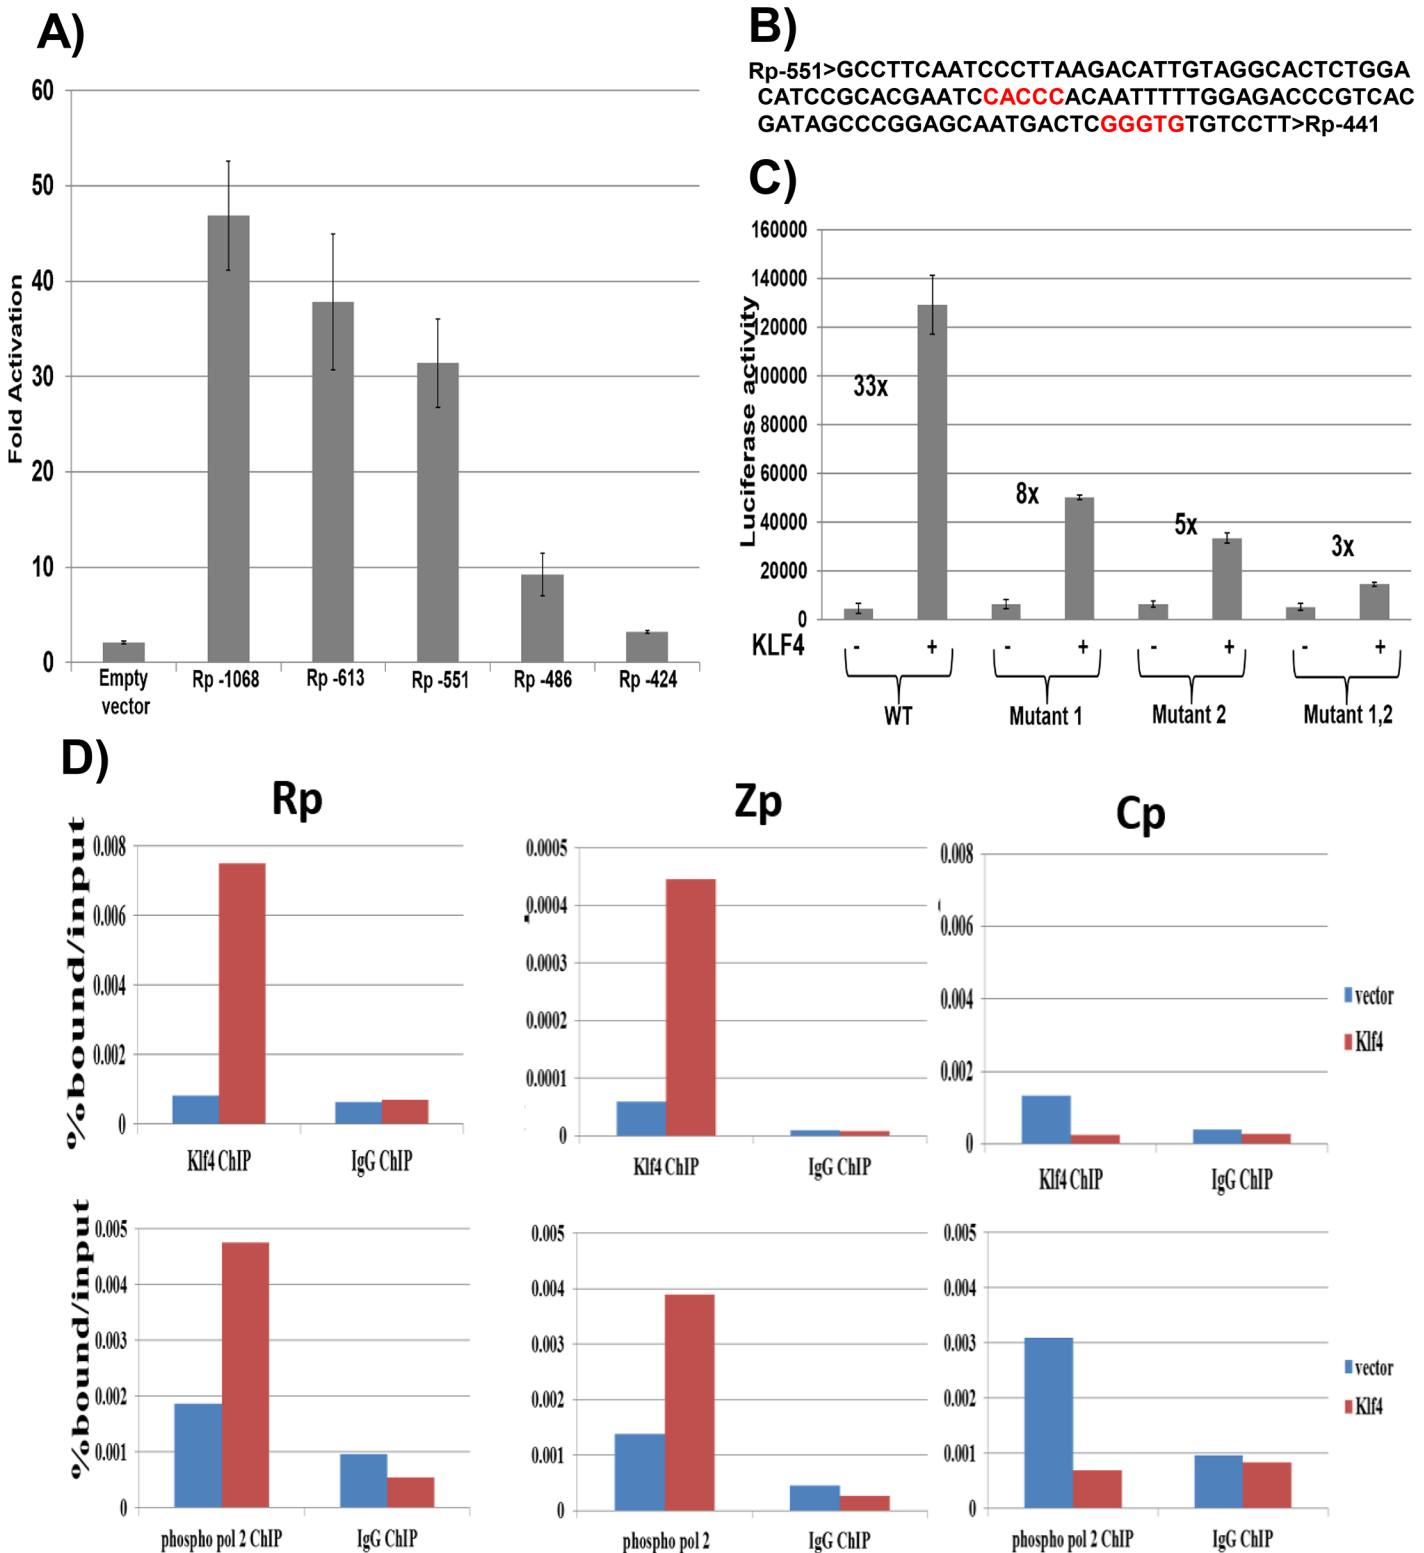 A)
60
50
40
30
20
10
0
Fold Activation
Empty vector
Rp -1068
Rp -613
Rp -551
Rp -486
Rp -424
B)
Rp-551>GCCTTCAATCCCTTAAGACATTGTAGGCACTCTGGA
CATCCGCACGAATCCACCCACAATTTTTGGAGACCCGTCAC
GATAGCCCGGAGCAATGACTCGGGTGTGTCCTT>Rp-441
C)
160000
140000
120000
100000
80000
60000
40000
20000
0
Luciferase activity
33x
8x
5x
3x
KLF4 - + - + - + - +
WT
Mutant 1
Mutant 2
Mutant 1,2
D)
Rp
%bound/input
0.008
0.006
0.004
0.002
0
Klf4 ChIP
IgG ChIP
Zp
0.0005
0.0004
0.0003
0.0002
0.0001
0
Klf4 ChIP
IgG ChIP
Cp
0.008
0.006
0.004
0.002
0
Klf4 ChIP
IgG ChIP
vector
Klf4
%bound/input
0.005
0.004
0.003
0.002
0.001
0
phospho pol 2 ChIP
IgG ChIP
0.005
0.004
0.003
0.002
0.001
0
phospho pol 2
IgG ChIP
0.005
0.004
0.003
0.002
0.001
0
phospho pol 2 ChIP
IgG ChIP
vector
Klf4